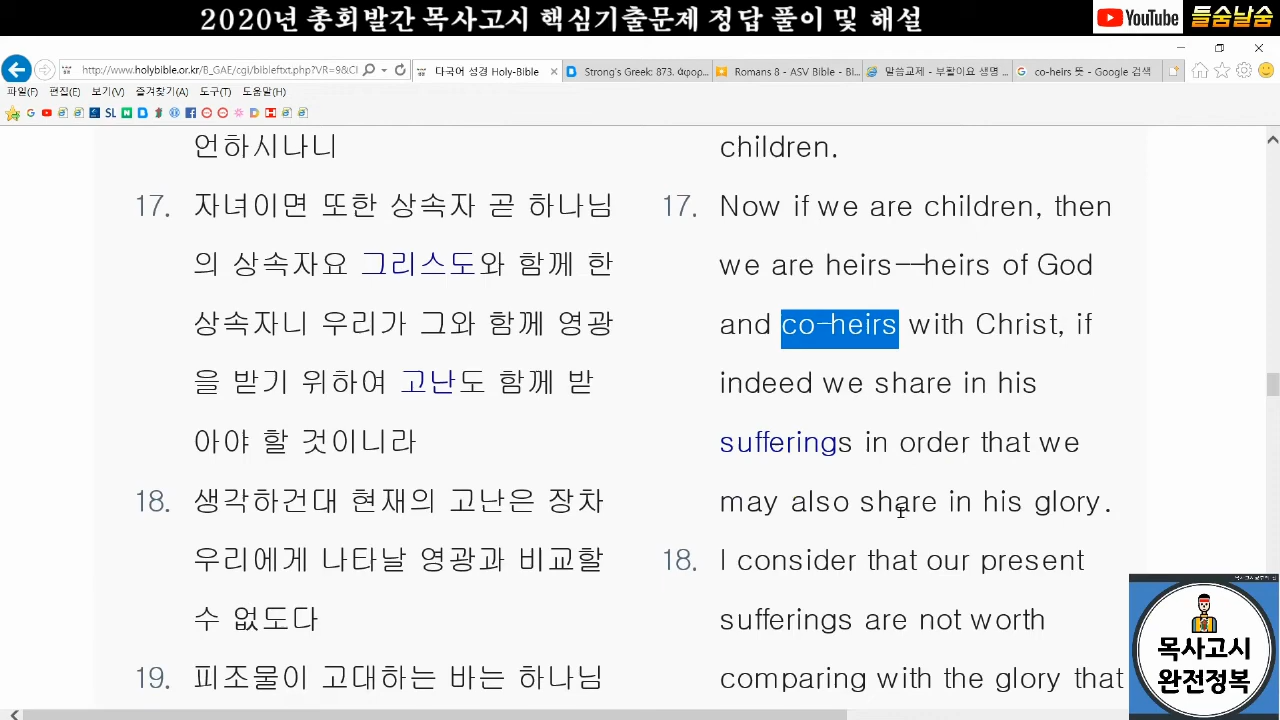 2020년 총회발간 목사고시 핵심기출문제 정답 풀이 및 해설
YouTube
들숨날숨
http://www.holybible.or.kr/B_GAE/cgi/bibleftxt.php?VR=9&CI
다국어 성경 Holy-Bible
Strong's Greek: 873. ἀφορ...
Romans 8 - ASV Bible - Bl...
말씀교제 - 부활이요 생명 ...
co-heirs 뜻 - Google 검색
파일(F) 편집(E) 보기(V) 즐겨찾기(A) 도구(T) 도움말(H)
언하시나니
17. 자녀이면 또한 상속자 곧 하나님
의 상속자요 그리스도와 함께 한
상속자니 우리가 그와 함께 영광
을 받기 위하여 고난도 함께 받
아야 할 것이니라
18. 생각하건대 현재의 고난은 장차
우리에게 나타날 영광과 비교할
수 없도다
19. 피조물이 고대하는 바는 하나님
children.
17. Now if we are children, then
we are heirs--heirs of God
and co-heirs with Christ, if
indeed we share in his
sufferings in order that we
may also share in his glory.
18. I consider that our present
sufferings are not worth
comparing with the glory that
목사고시
완전정복